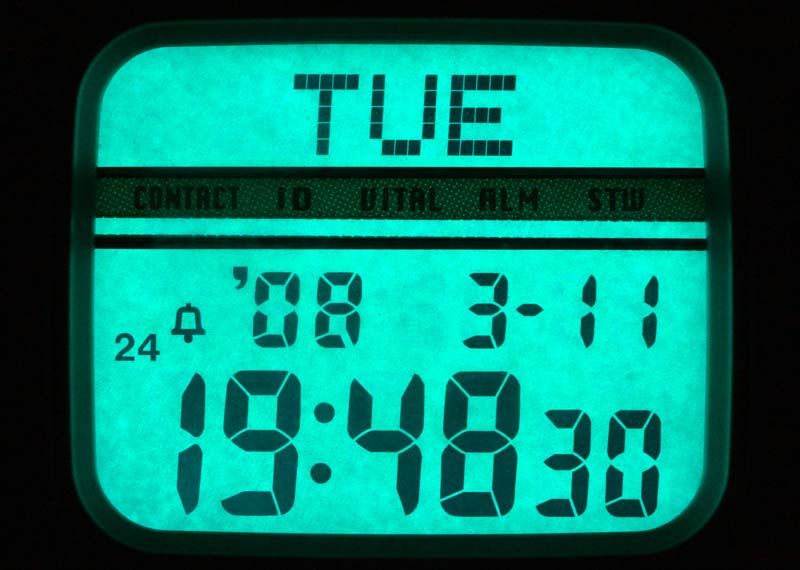 TUE
CONTACT ID VITAL ALM STW
'08 3-11
24
19:48 30